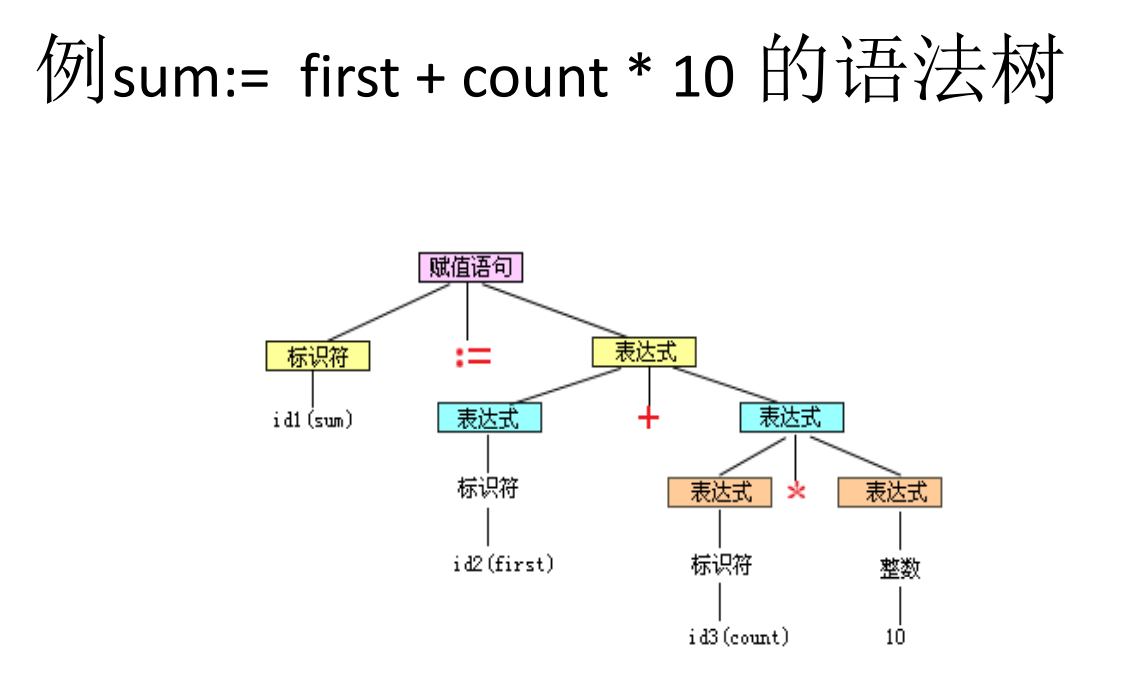 例sum:= first + count * 10 的语法树
赋值语句
标识符 := 表达式
id1(sum) 表达式 + 表达式
标识符 表达式 * 表达式
id2(first) 标识符 整数
id3(count) 10